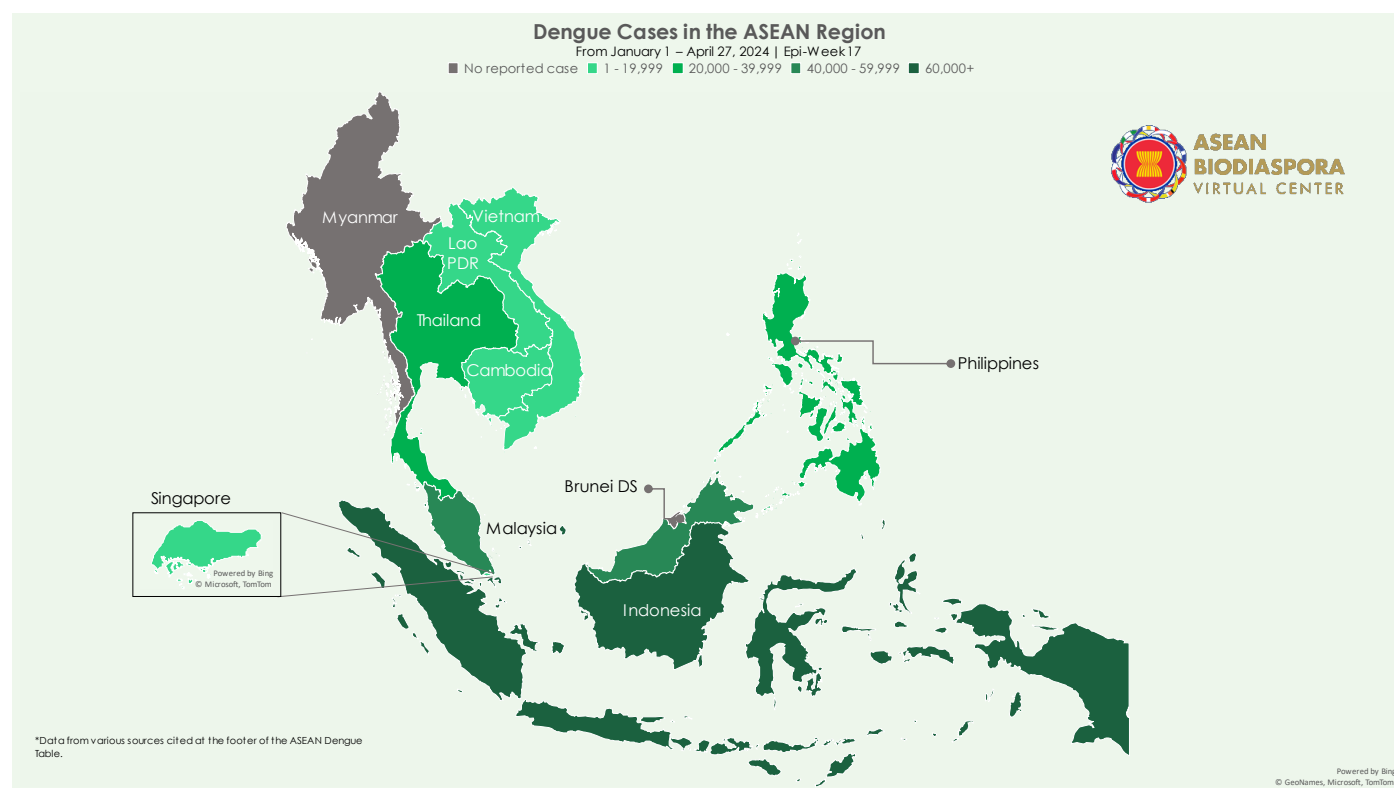 Dengue Cases in the ASEAN Region
From January 1 – April 27, 2024 | Epi-Week 17
No reported case 1 - 19,999 20,000 - 39,999 40,000 - 59,999 60,000+
ASEAN
BIODIASPORA
VIRTUAL CENTER
Myanmar
Vietnam
Lao
PDR
Thailand
Cambodia
Philippines
Brunei DS
Singapore
Malaysia
Powered by Bing
© Microsoft, TomTom
Indonesia
*Data from various sources cited at the footer of the ASEAN Dengue
Table.
Powered by Bing
© GeoNames, Microsoft, TomTom